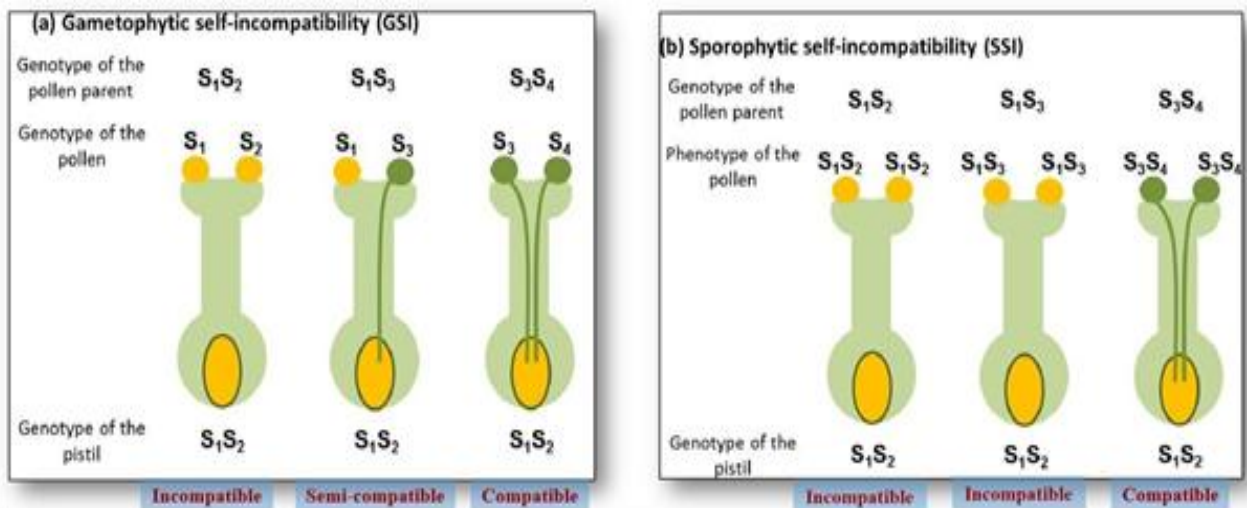 (a) Gametophytic self-incompatibility (GSI)
Genotype of the
pollen parent
S₁S₂ S₁S₃ S₃S₄
Genotype of the
pollen
S₁ S₂ S₁ S₃ S₃ S₄
Genotype of the
pistil
S₁S₂ S₁S₂ S₁S₂
Incompatible Semi-compatible Compatible
(b) Sporophytic self-incompatibility (SSI)
Genotype of the
pollen parent
S₁S₂ S₁S₃ S₃S₄
Phenotype of the
pollen
S₁S₂ S₁S₂ S₁S₃ S₁S₃ S₃S₄ S₃S₄
Genotype of the
pistil
S₁S₂ S₁S₂ S₁S₂
Incompatible Incompatible Compatible